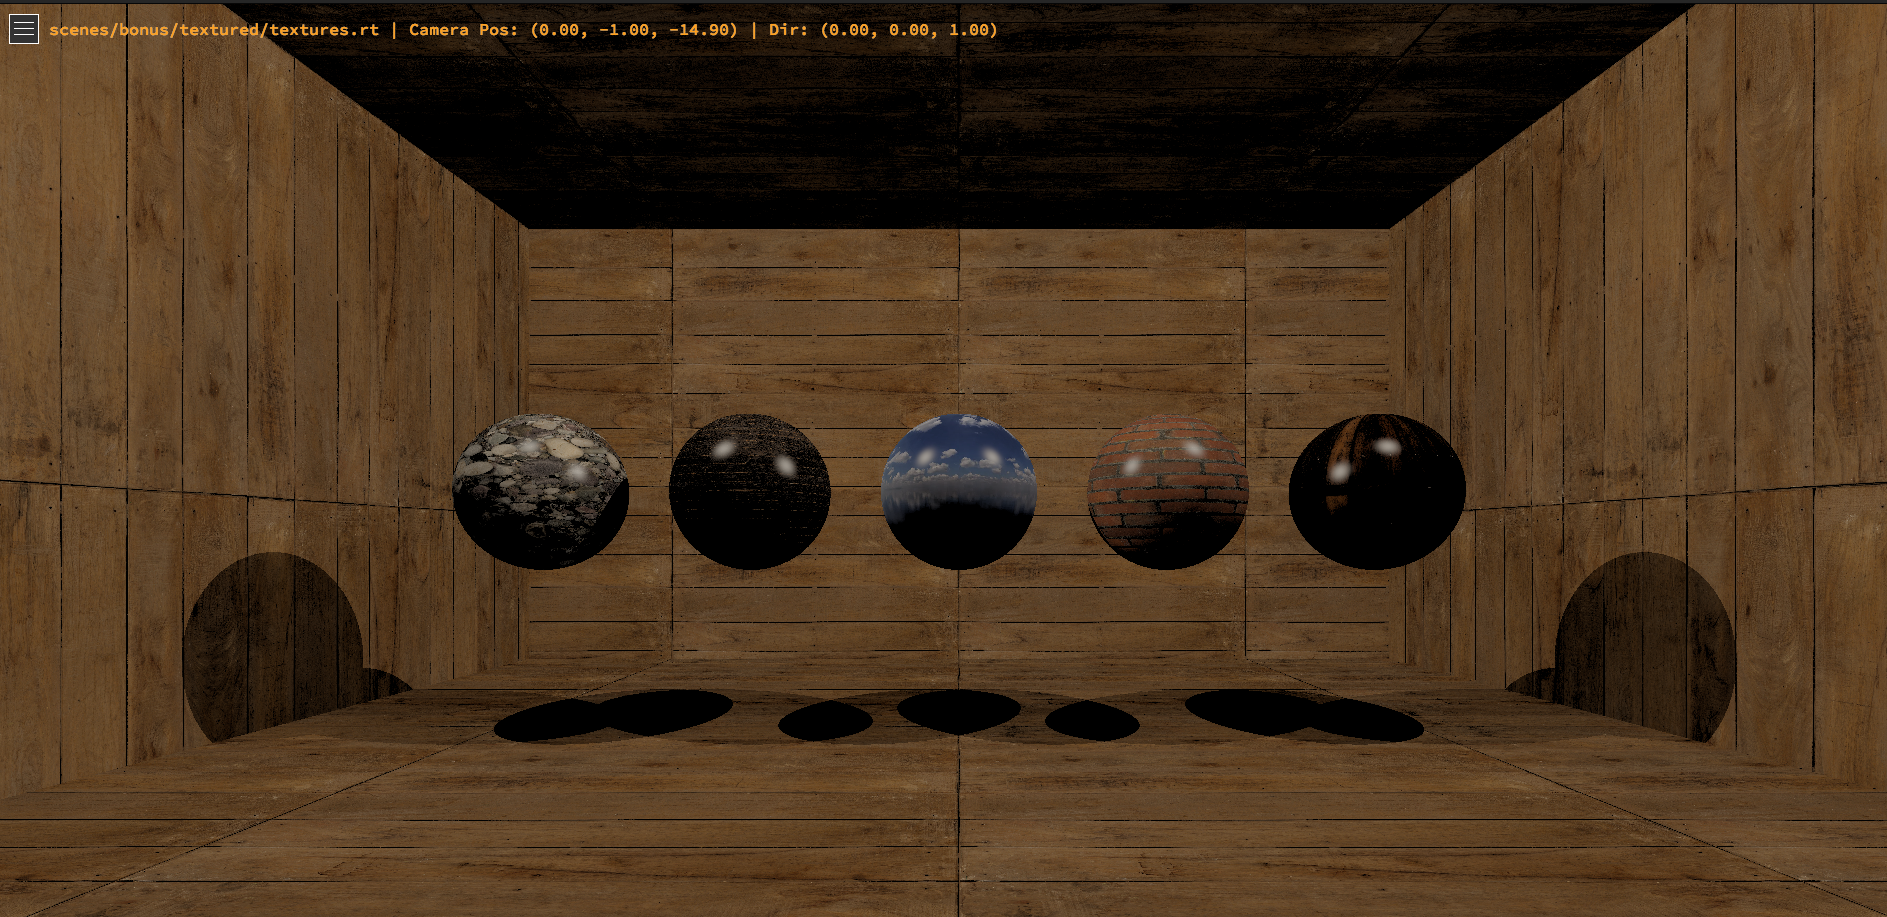 scenes/bonus/textured/textures.rt | Camera Pos: (0.00, -1.00, -14.90) | Dir: (0.00, 0.00, 1.00)